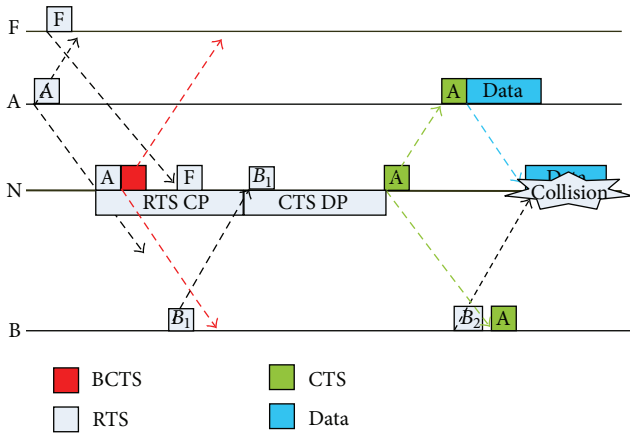 F
F
A
A
A
Data
N
A
F
B₁
A
Data
Collision
RTS CP
CTS DP
B
B₁
B₂
A
BCTS
CTS
RTS
Data